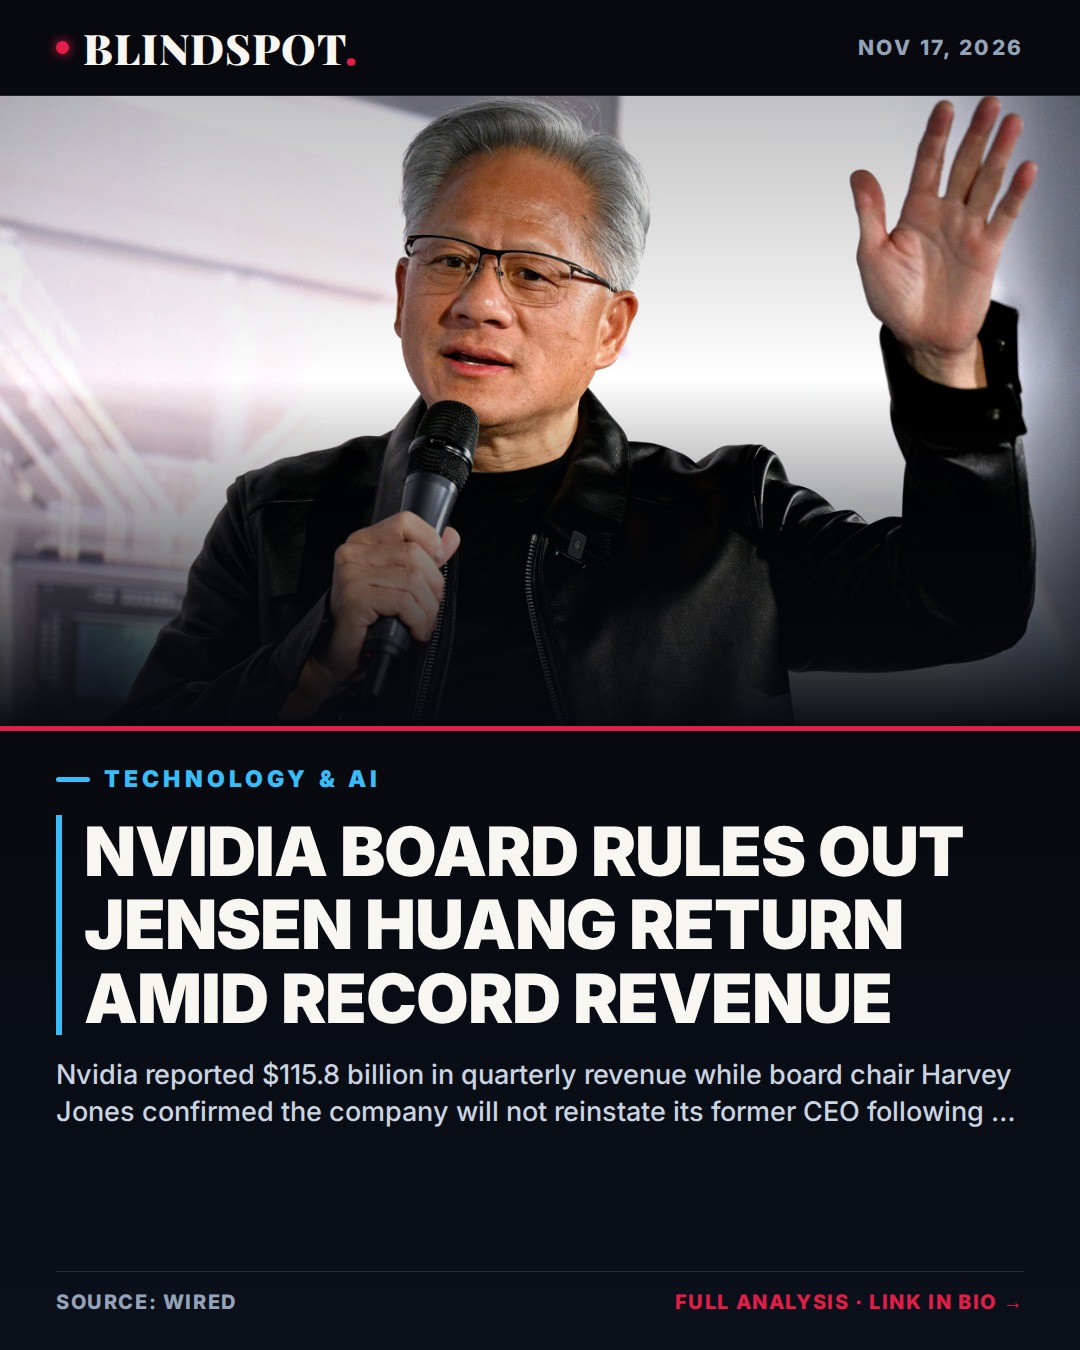 BLINDSPOT.
NOV 17, 2026
TECHNOLOGY & AI
NVIDIA BOARD RULES OUT
JENSEN HUANG RETURN
AMID RECORD REVENUE
Nvidia reported $115.8 billion in quarterly revenue while board chair Harvey
Jones confirmed the company will not reinstate its former CEO following ...
SOURCE: WIRED
FULL ANALYSIS · LINK IN BIO →